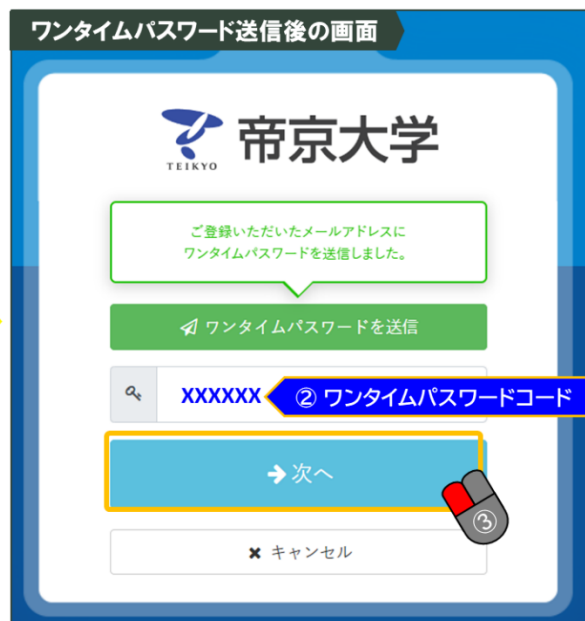 ワンタイムパスワード送信後の画面
TEIKYO
帝京大学
ご登録いただいたメールアドレスに
ワンタイムパスワードを送信しました。
ワンタイムパスワードを送信
XXXXXX
② ワンタイムパスワードコード
次へ
③
キャンセル